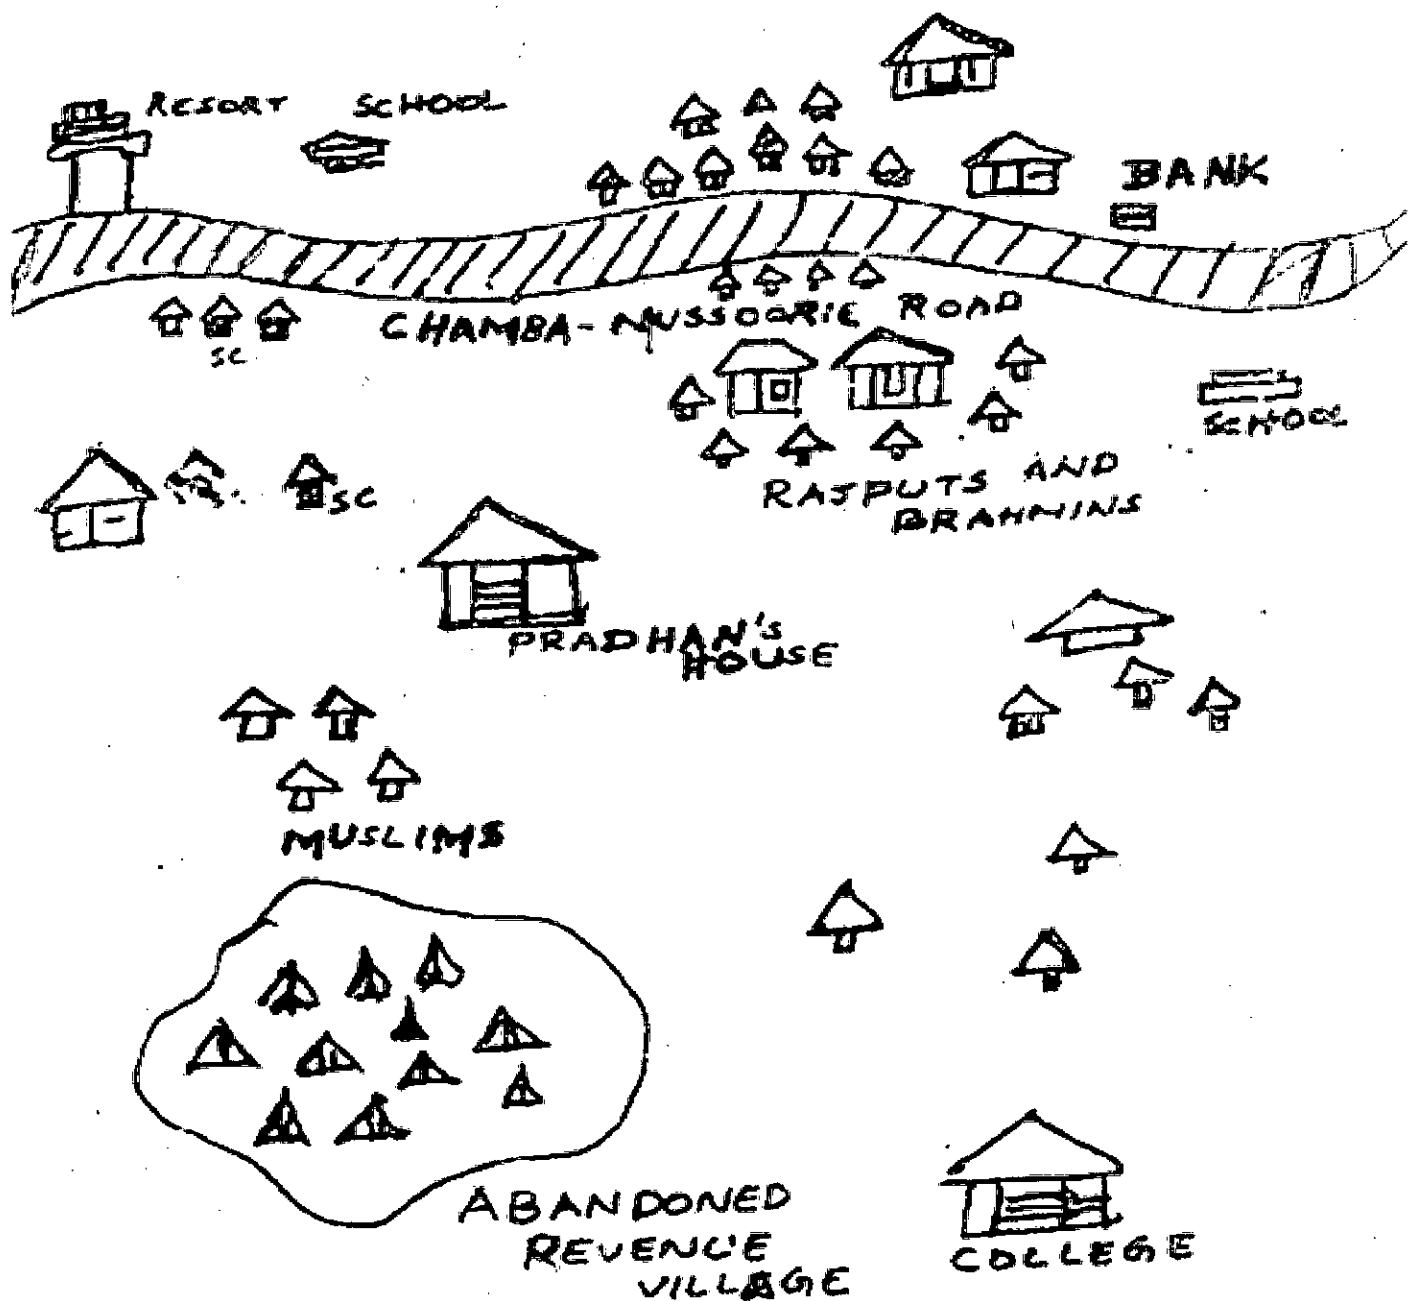 RESORT
SCHOOL
BANK
CHAMBA-MUSSOORIE ROAD
SC
SCHOOL
SC
RAJPUTS AND
BRAHMINS
PRADHAN'S
HOUSE
MUSLIMS
ABANDONED
REVENUE
VILLAGE
COLLEGE